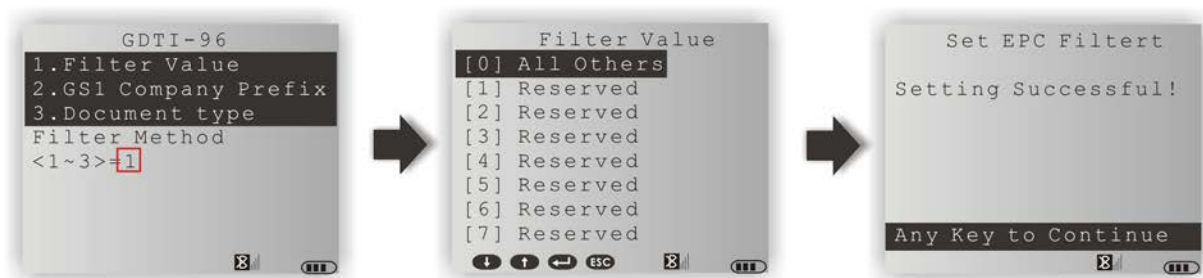 GDTI-96
1.Filter Value
2.GS1 Company Prefix
3.Document type
Filter Method
<1~3>=1
Filter Value
[0] All Others
[1] Reserved
[2] Reserved
[3] Reserved
[4] Reserved
[5] Reserved
[6] Reserved
[7] Reserved
ESC
Set EPC Filtert
Setting Successful!
Any Key to Continue